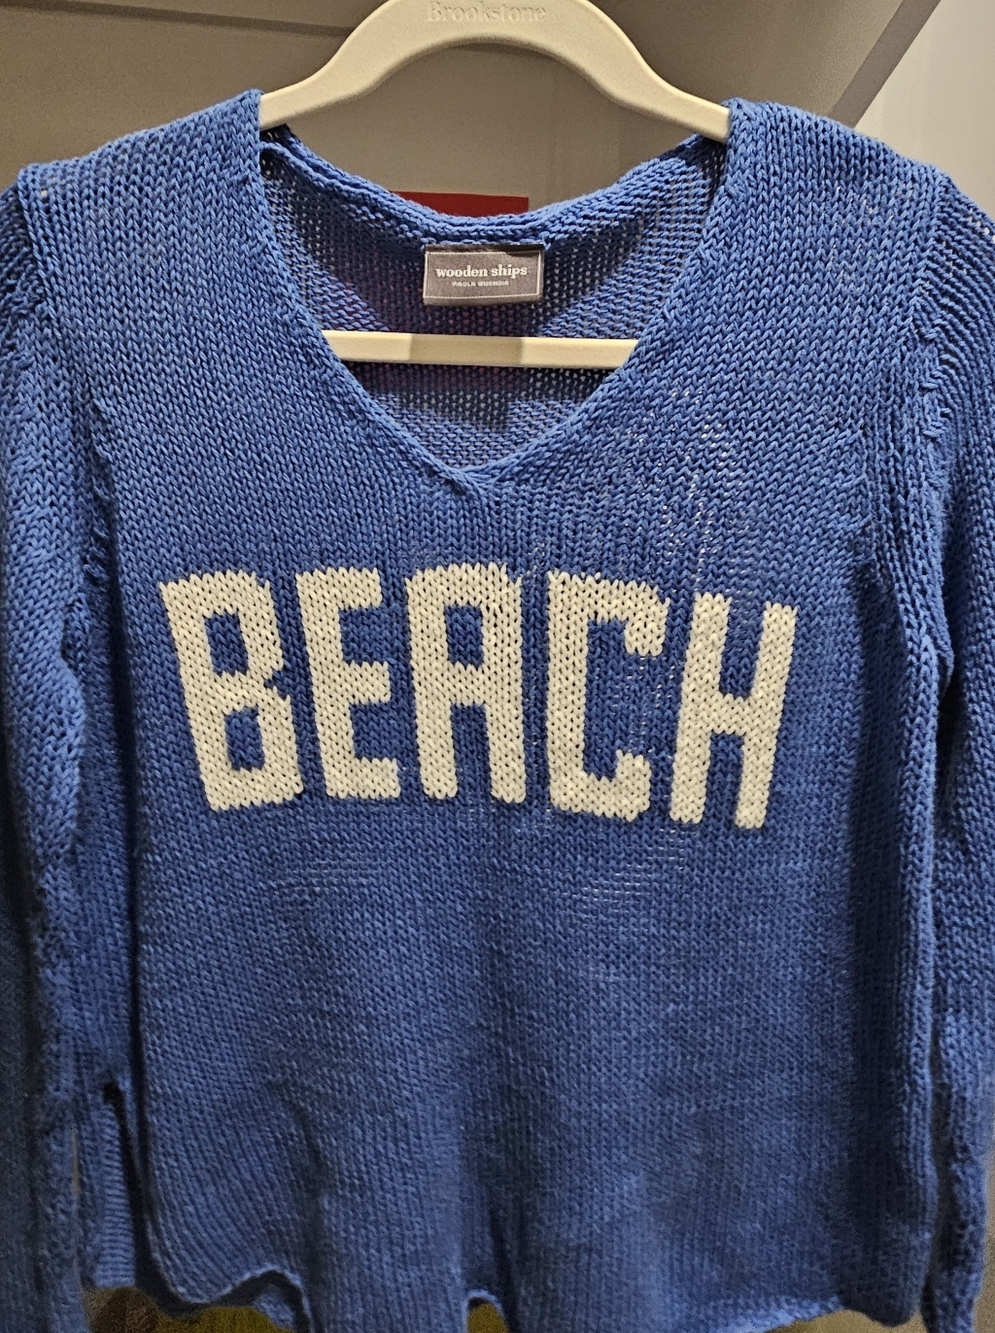 Brookstone
wooden ships
PAOLA BUENDIA
BEACH